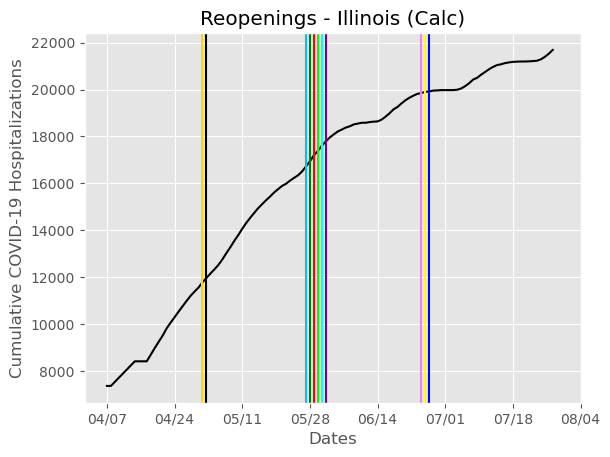 Reopenings - Illinois (Calc)
Cumulative COVID-19 Hospitalizations
22000
20000
18000
16000
14000
12000
10000
8000
04/07 04/24 05/11 05/28 06/14 07/01 07/18 08/04
Dates